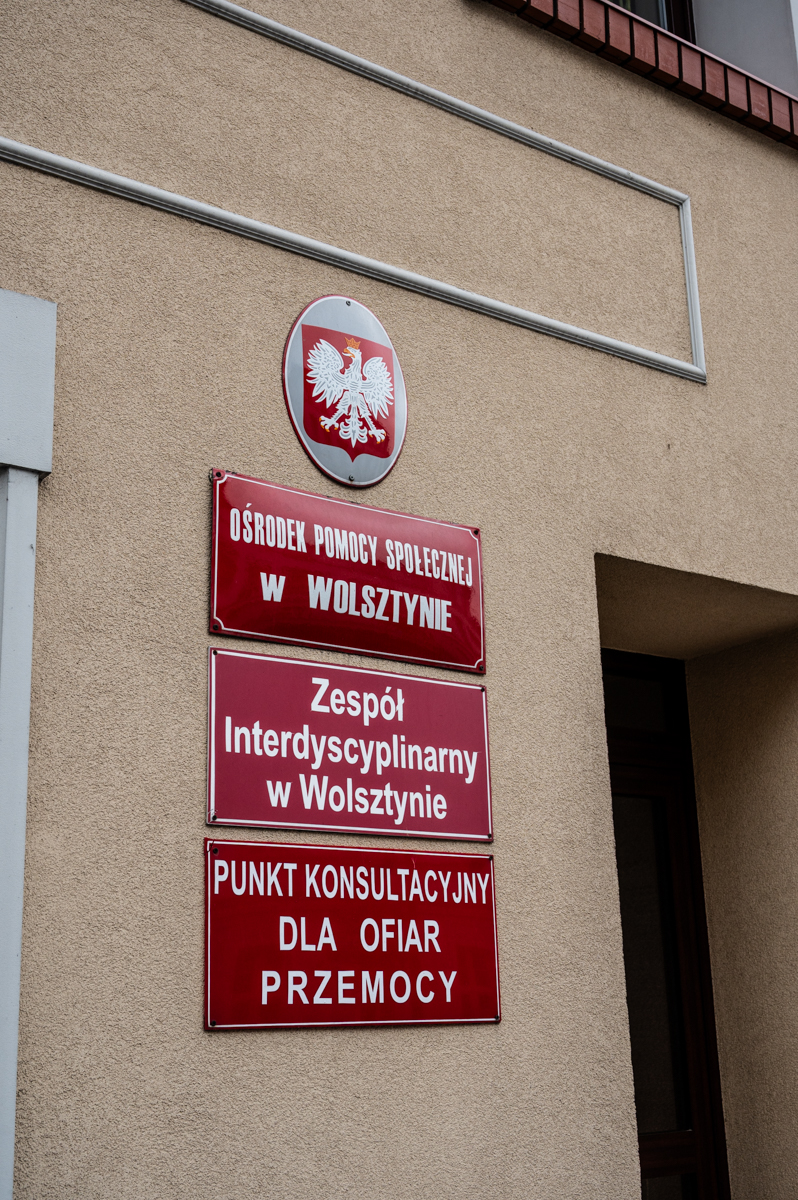 OŚRODEK POMOCY SPOŁECZNEJ
w WOLSZTYNIE
Zespół
Interdyscyplinarny
w Wolsztynie
PUNKT KONSULTACYJNY
DLA OFIAR
PRZEMOCY